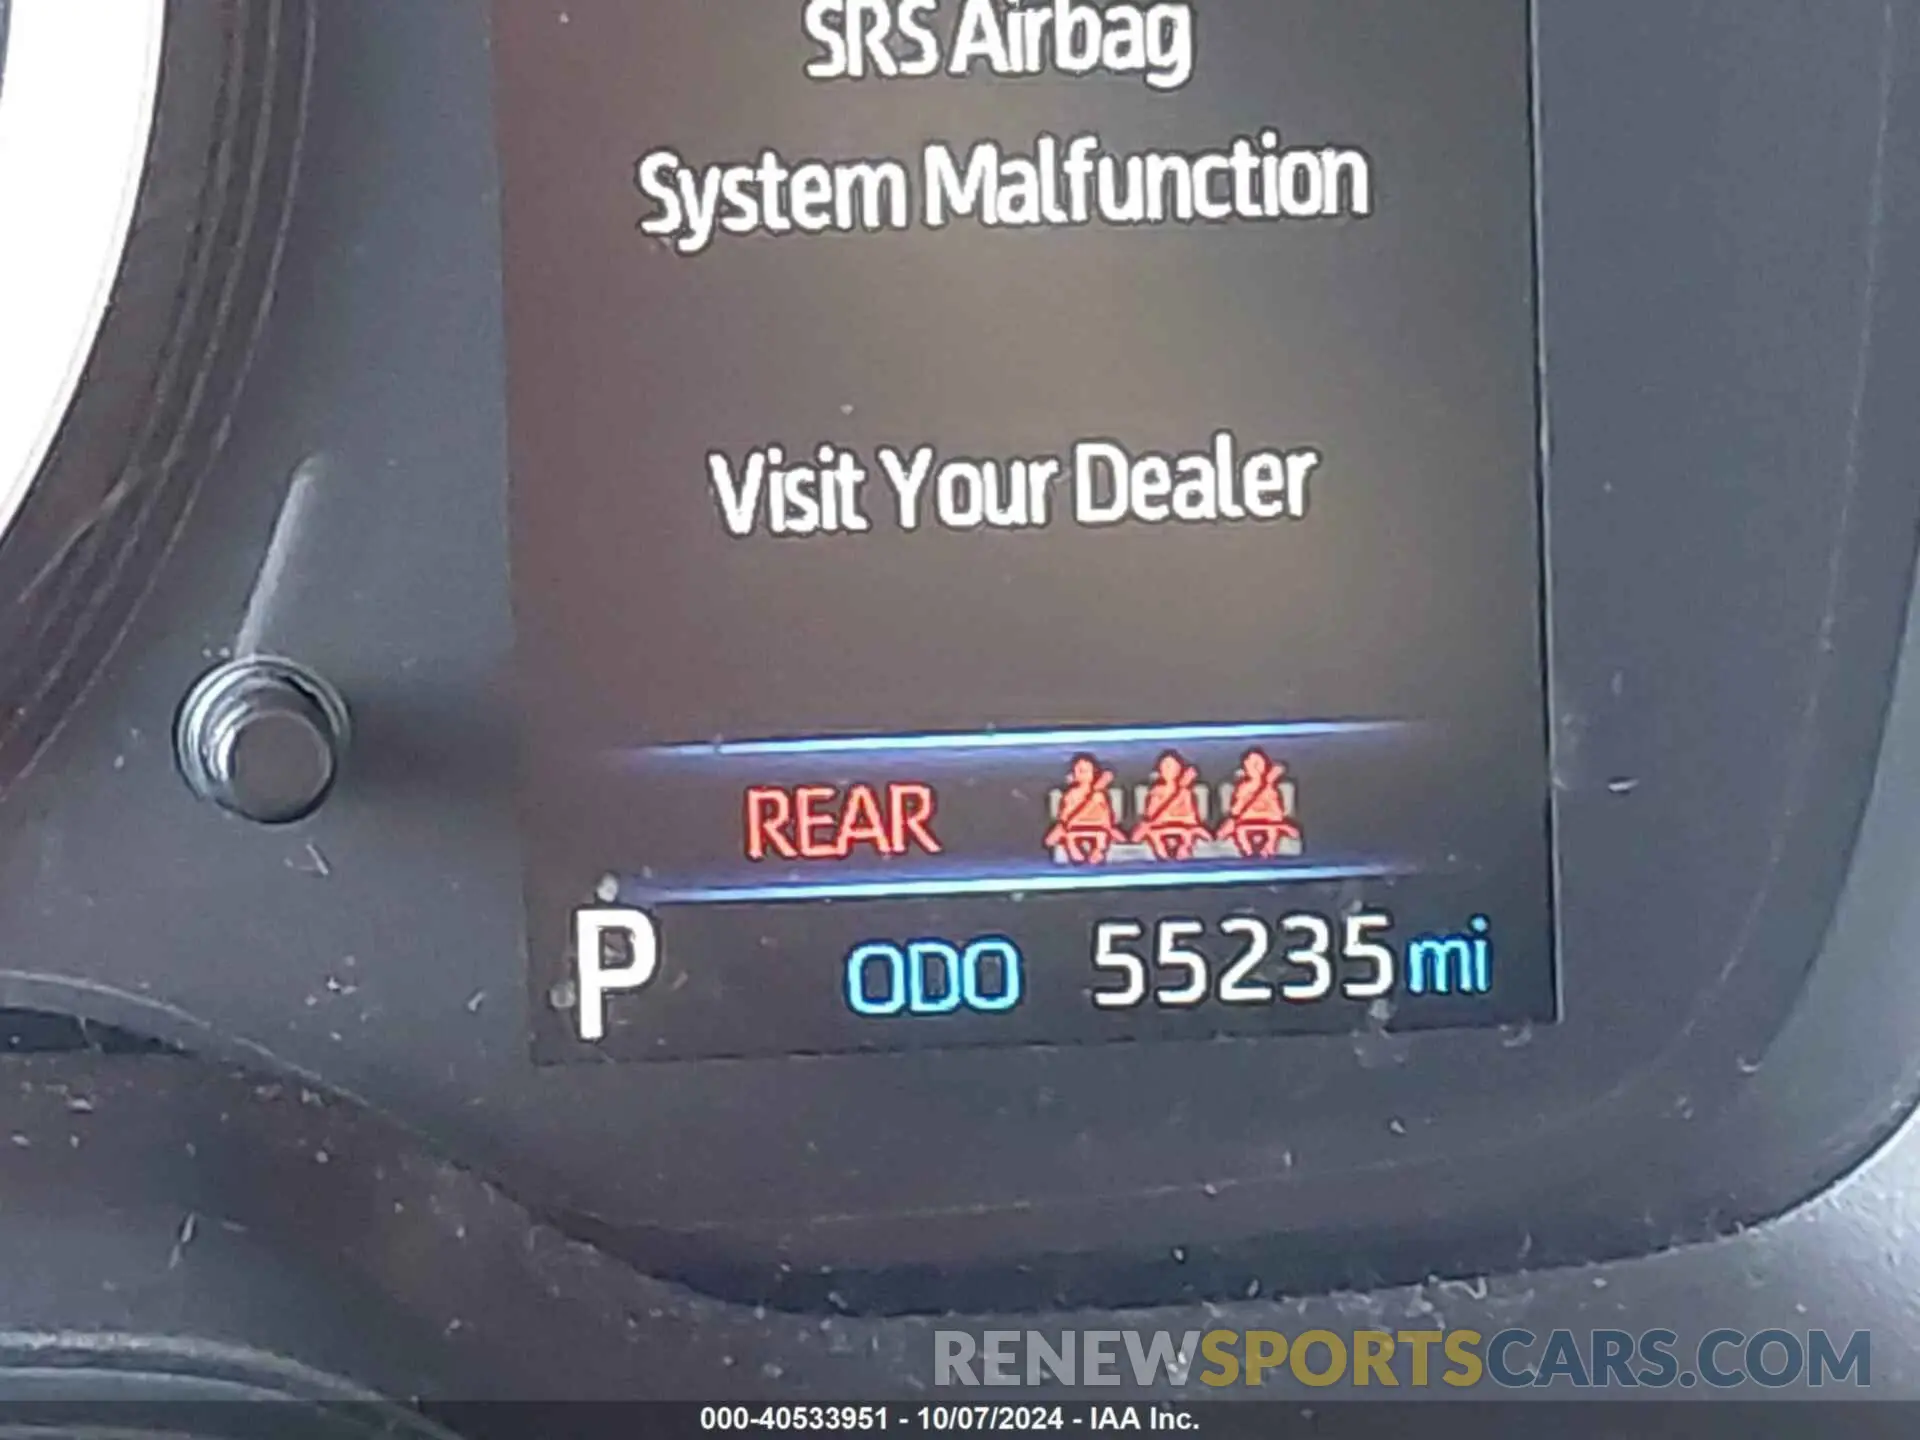 SRS Airbag
System Malfunction
Visit Your Dealer
REAR
P ODO 55235 mi
RENEWSPORTSCARS.COM
000-40533951 - 10/07/2024 - IAA Inc.